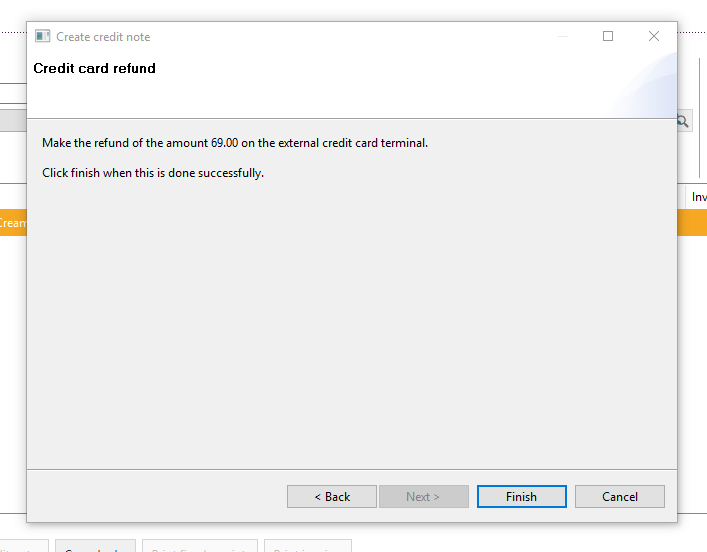 Create credit note
Credit card refund
Make the refund of the amount 69.00 on the external credit card terminal.
Click finish when this is done successfully.
Inv
Cream
< Back
Next >
Finish
Cancel